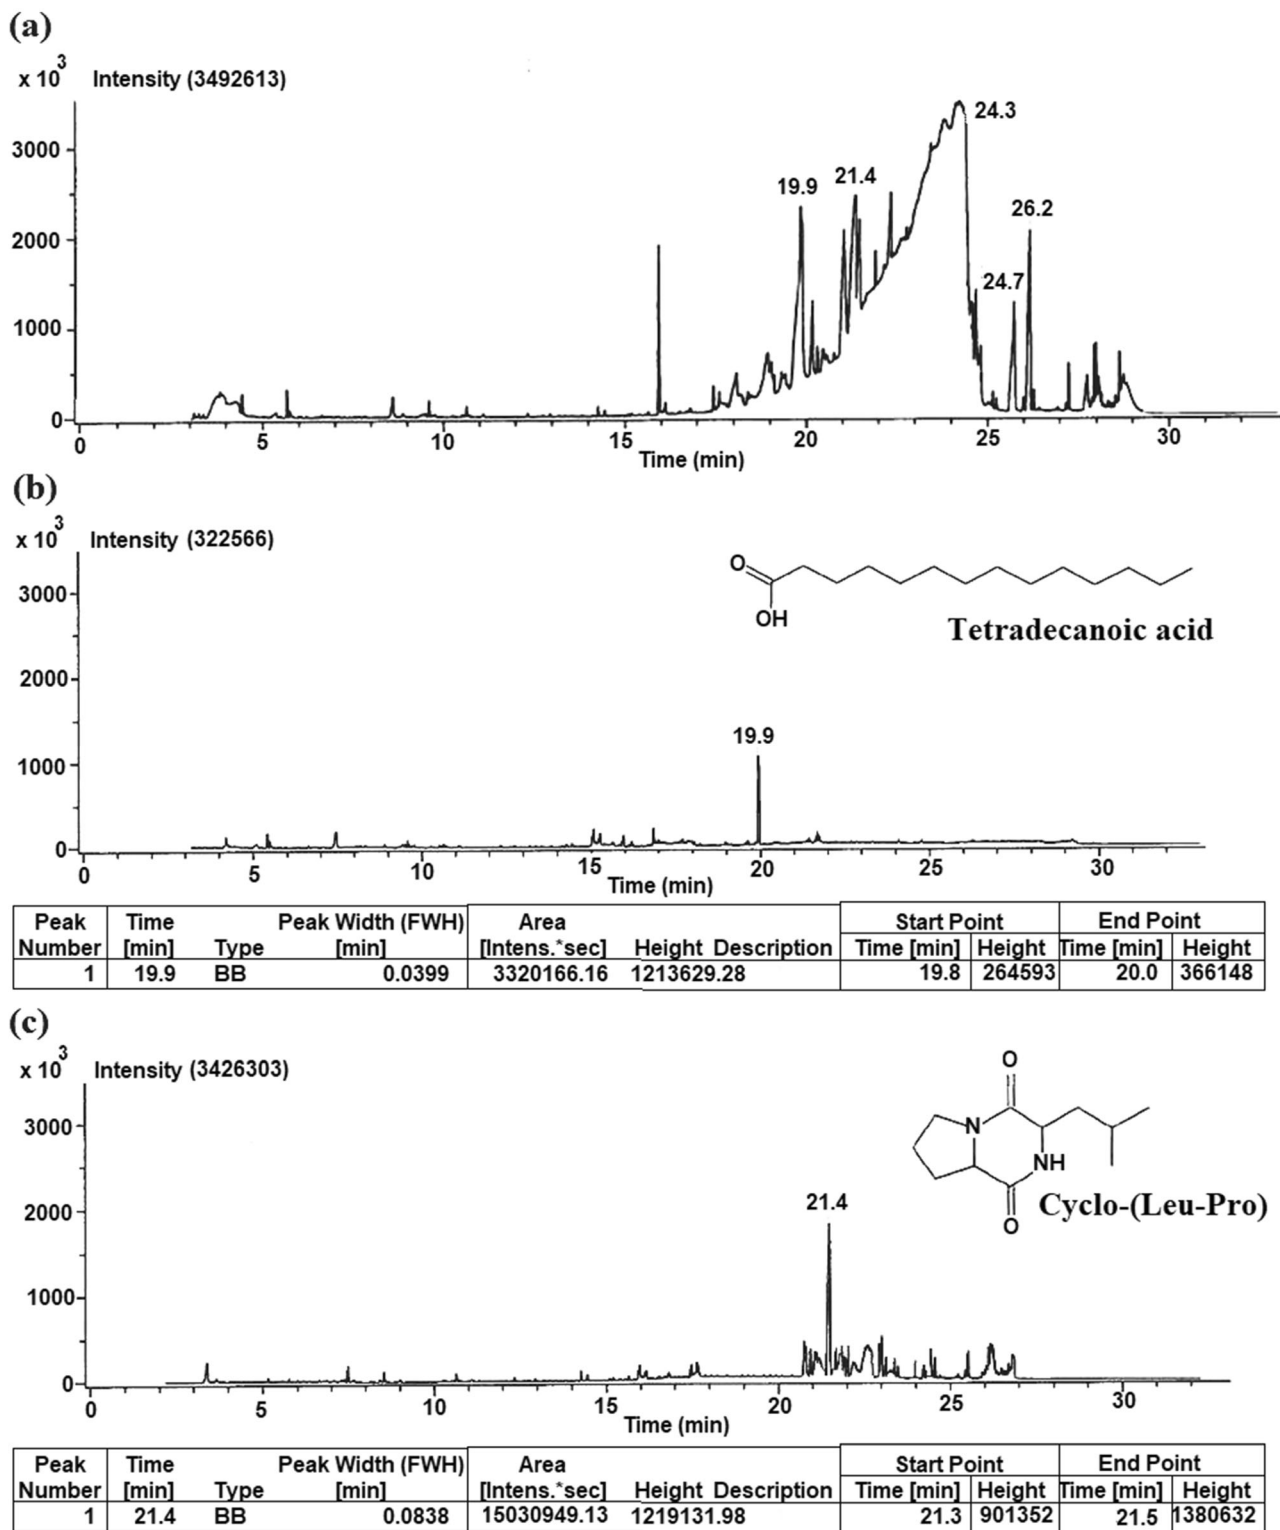 (a)
x 10 3 Intensity (3492613)
3000
2000
1000
0
19.9
21.4
24.3
24.7
26.2
0 5 10 15 20 25 30
Time (min)
(b)
x 10 3 Intensity (322566)
3000
2000
1000
0
O
OH
Tetradecanoic acid
19.9
0 5 10 15 20 25 30
Time (min)
Peak Time Peak Width (FWH) Area Start Point End Point
Number [min] Type [min] [Intens.*sec] Height Description Time [min] Height Time [min] Height
1 19.9 BB 0.0399 3320166.16 1213629.28 19.8 264593 20.0 366148
(c)
x 10 3 Intensity (3426303)
3000
2000
1000
0
O
N
NH
O
Cyclo-(Leu-Pro)
21.4
0 5 10 15 20 25 30
Time (min)
Peak Time Peak Width (FWH) Area Start Point End Point
Number [min] Type [min] [Intens.*sec] Height Description Time [min] Height Time [min] Height
1 21.4 BB 0.0838 15030949.13 1219131.98 21.3 901352 21.5 1380632